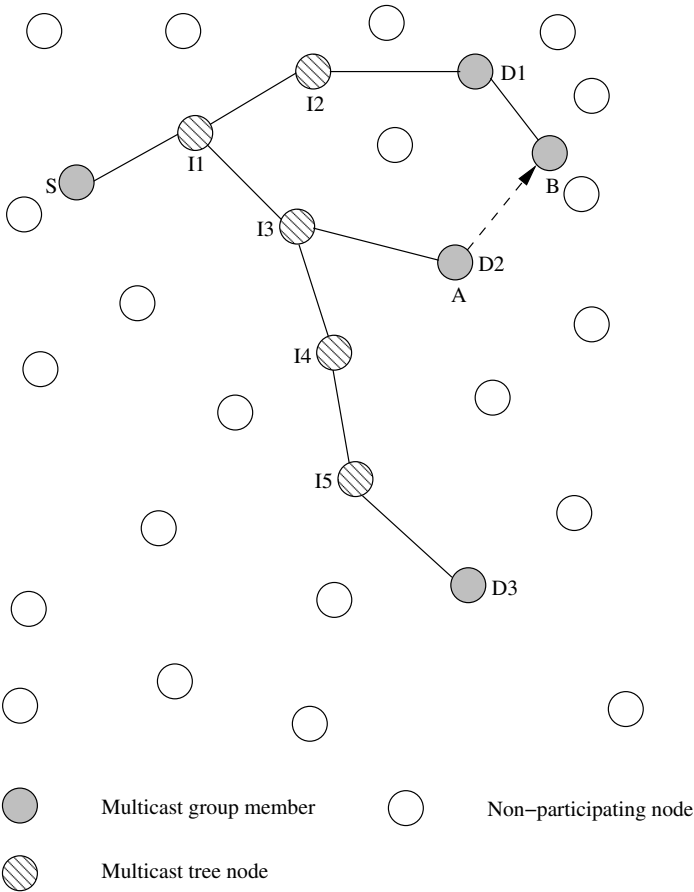 D1
I2
I1
B
S
I3
D2
A
I4
I5
D3
Multicast group member
Non−participating node
Multicast tree node